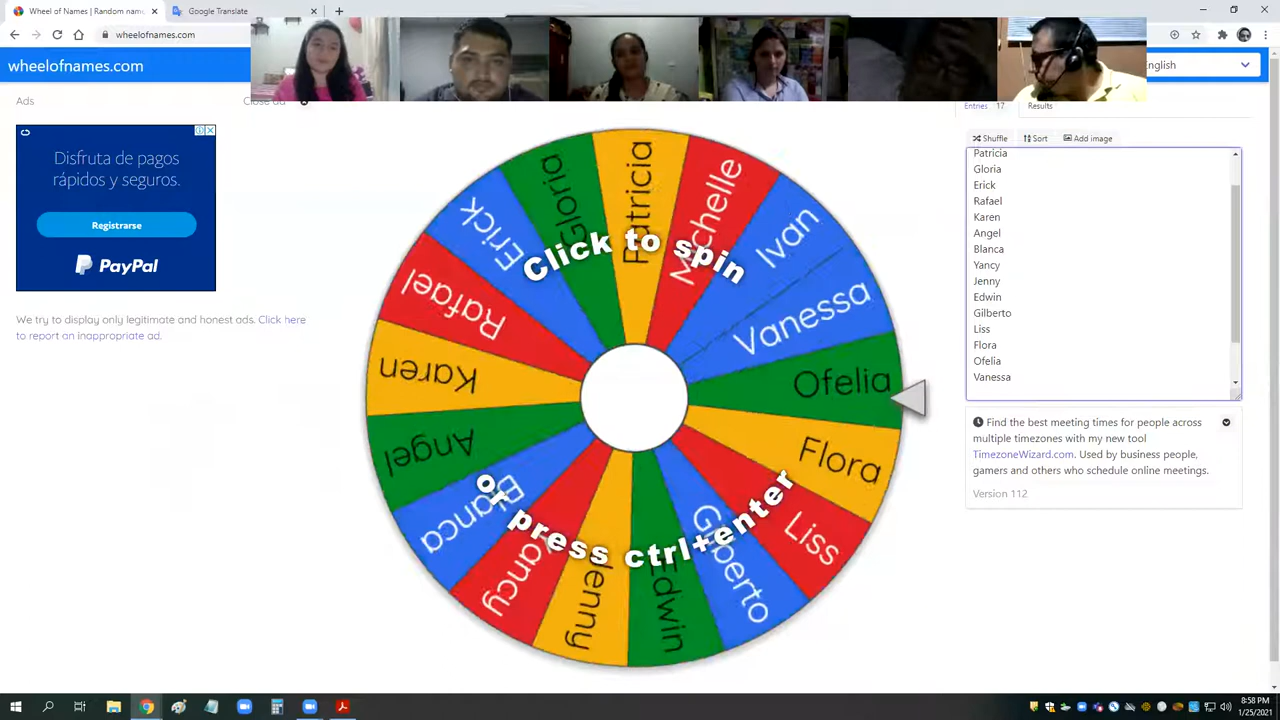 Wheel of Names | Random name
Google Translate
wheelofnames.com
wheelofnames.com
nglish
Ads
Close ad
Entries 17
Results
Disfruta de pagos
rápidos y seguros.
Registrarse
PayPal
We try to display only legitimate and honest ads. Click here
to report an inappropriate ad.
Click to spin
or press ctrl+enter
Patricia
Michelle
Ivan
Vanessa
Ofelia
Flora
Liss
Gilberto
Edwin
Jenny
Yancy
Blanca
Angel
Karen
Rafael
Erick
Gloria
Shuffle
Sort
Add image
Patricia
Gloria
Erick
Rafael
Karen
Angel
Blanca
Yancy
Jenny
Edwin
Gilberto
Liss
Flora
Ofelia
Vanessa
Find the best meeting times for people across
multiple timezones with my new tool
TimezoneWizard.com. Used by business people,
gamers and others who schedule online meetings.
Version 112
8:58 PM
1/25/2021